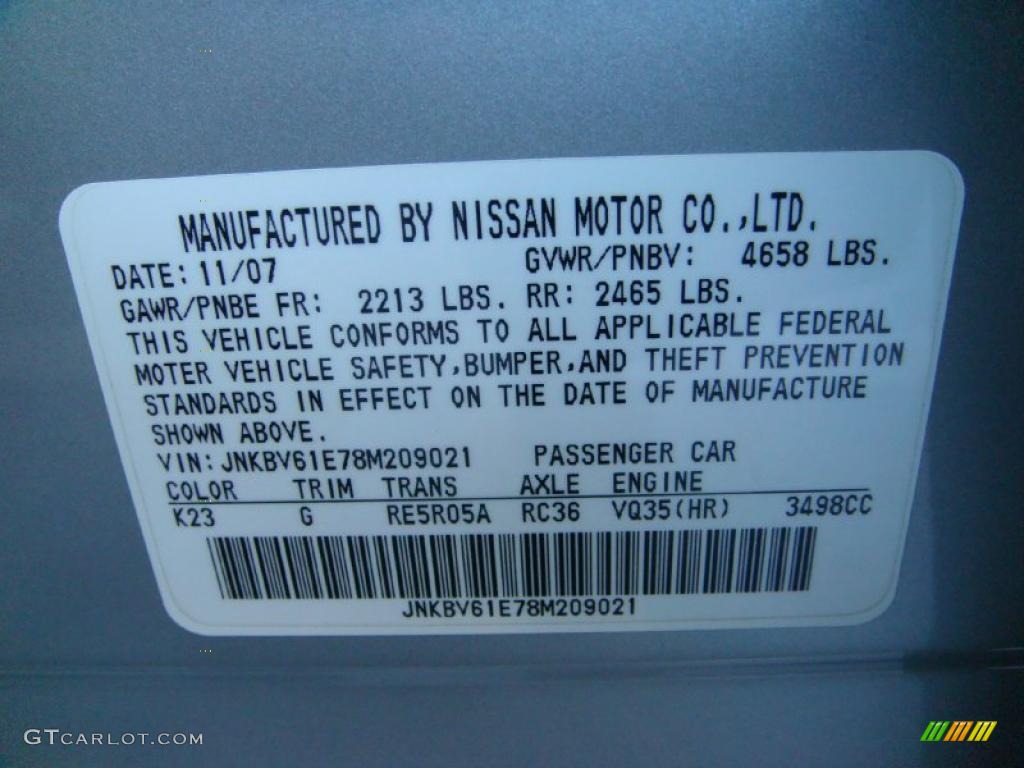 MANUFACTURED BY NISSAN MOTOR CO.,LTD.
DATE: 11/07 GVWR/PNBV: 4658 LBS.
GAWR/PNBE FR: 2213 LBS. RR: 2465 LBS.
THIS VEHICLE CONFORMS TO ALL APPLICABLE FEDERAL
MOTER VEHICLE SAFETY,BUMPER,AND THEFT PREVENTION
STANDARDS IN EFFECT ON THE DATE OF MANUFACTURE
SHOWN ABOVE.
VIN: JNKBV61E78M209021 PASSENGER CAR
COLOR TRIM TRANS AXLE ENGINE
K23 G RE5R05A RC36 VQ35(HR) 3498CC
JNKBV61E78M209021
GTCARLOT.COM